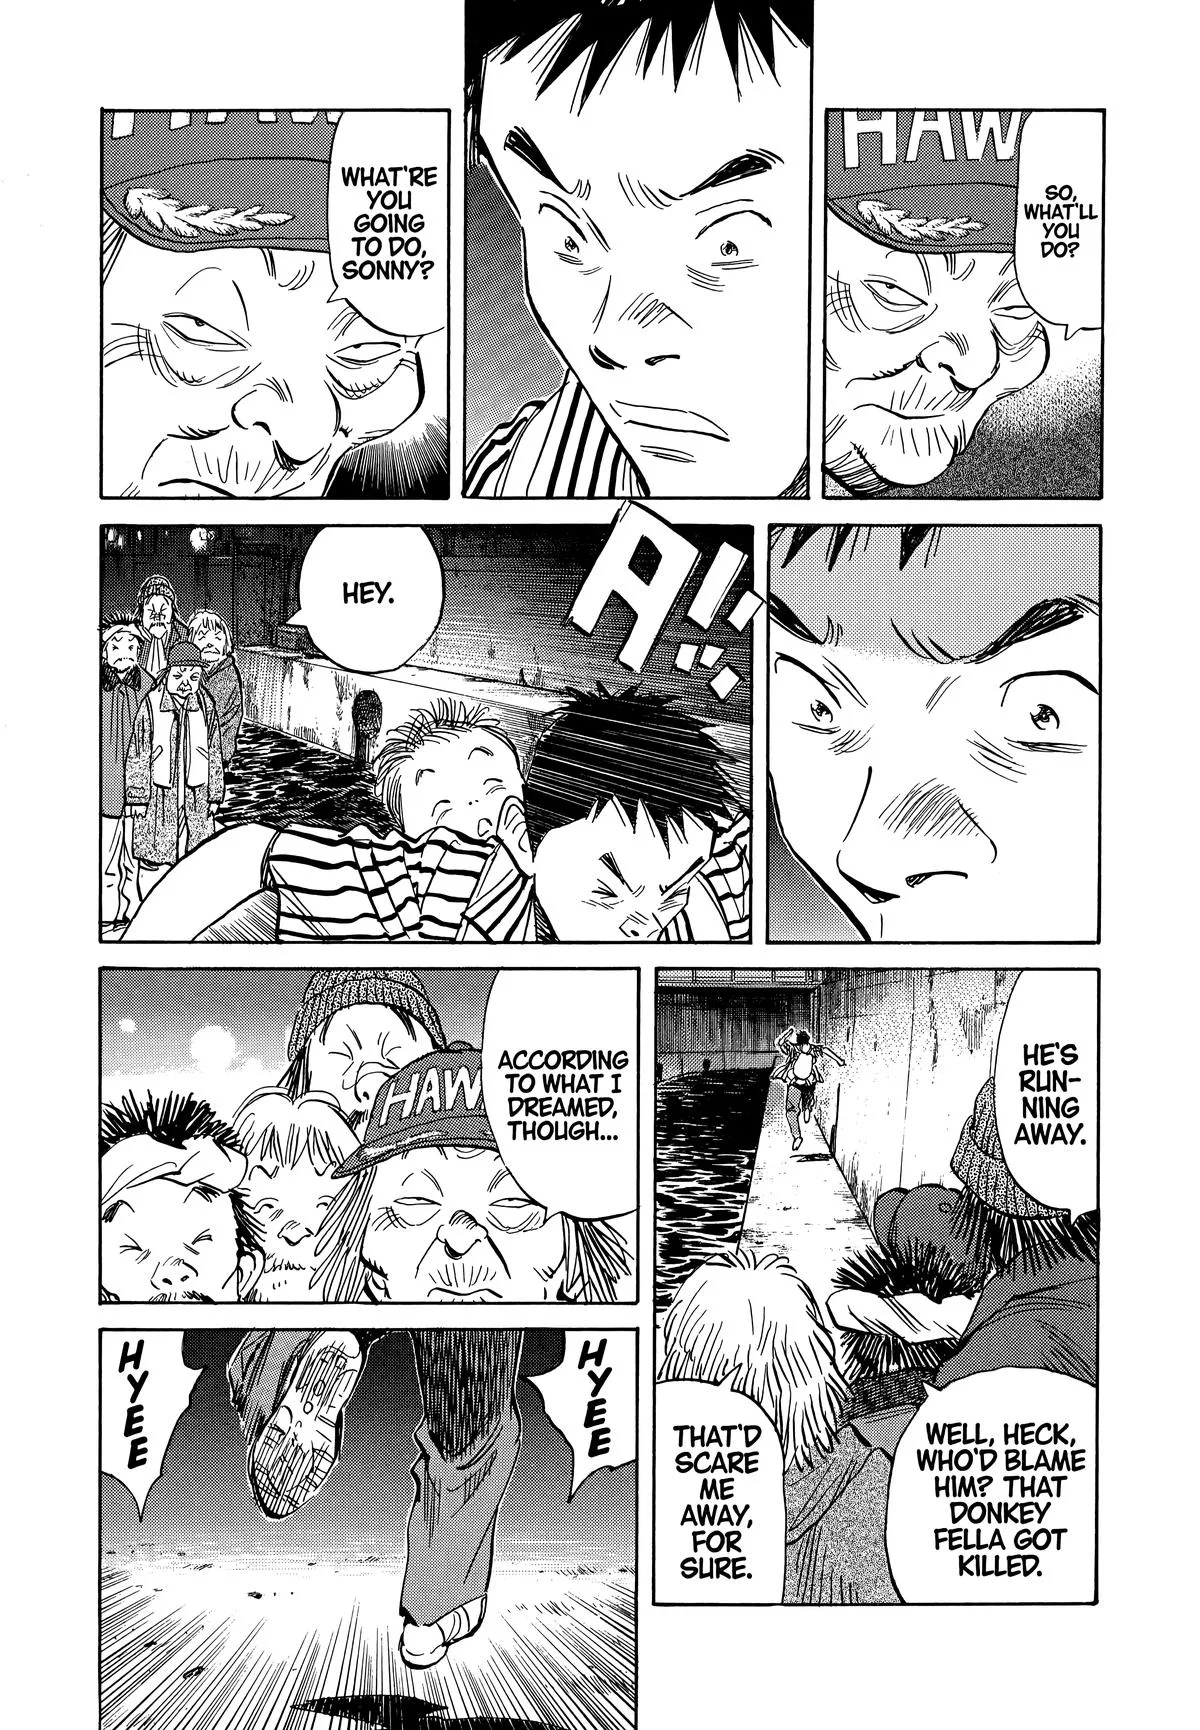 HAW
SO,
WHAT'LL
YOU
DO?
HAW
WHAT'RE
YOU
GOING
TO DO,
SONNY?
A!!
HEY.
HE'S
RUN-
NING
AWAY.
WELL, HECK,
WHO'D BLAME
HIM? THAT
DONKEY
FELLA GOT
KILLED.
THAT'D
SCARE
ME
AWAY,
FOR
SURE.
ACCORDING
TO WHAT I
DREAMED,
THOUGH...
HAW
HYEE
HYEE